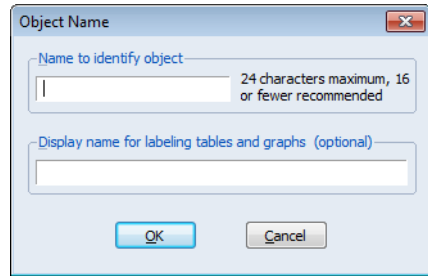 Object Name
Name to identify object
24 characters maximum, 16
or fewer recommended
Display name for labeling tables and graphs (optional)
OK
Cancel